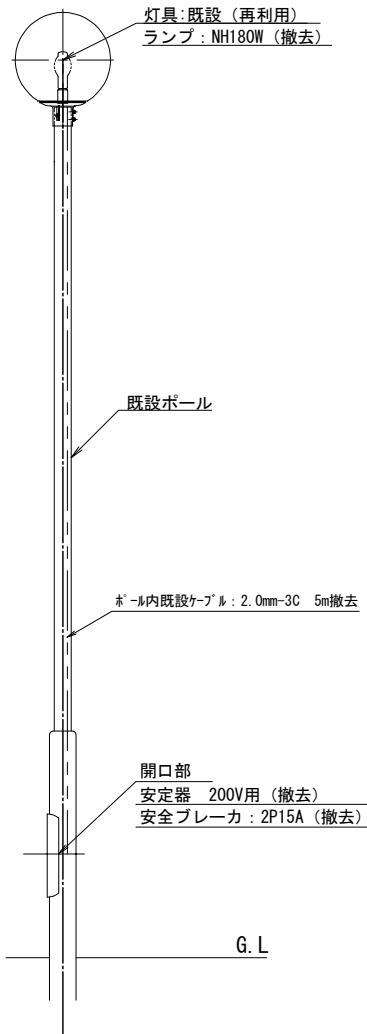 灯具:既設（再利用）
ランプ：NH180W（撤去）
既設ポール
ﾎﾟｰﾙ内既設ｹｰﾌﾞﾙ：2.0mm-3C 5m撤去
開口部
安定器　200V用（撤去）
安全ブレーカ：2P15A（撤去）
G.L